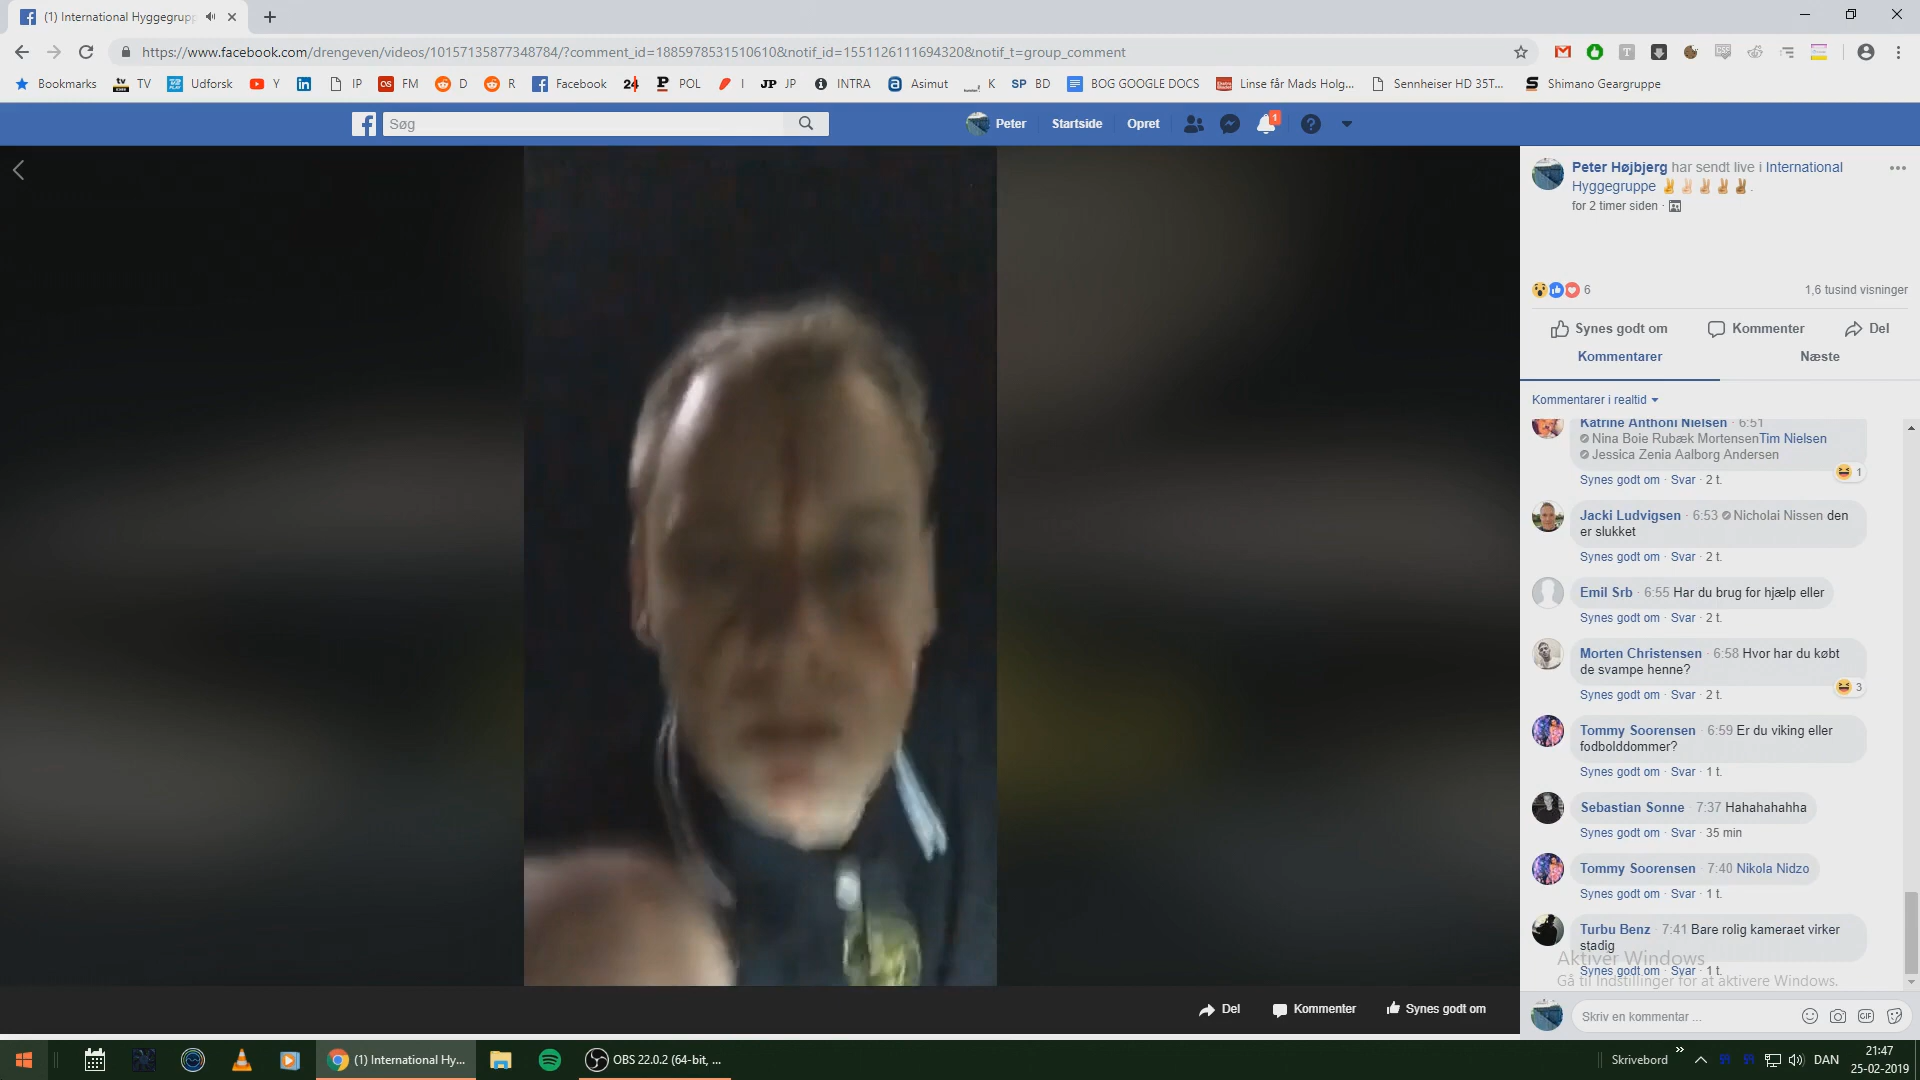 (1) International Hyggegrupp
https://www.facebook.com/drengeven/videos/10157135877348784/?comment_id=1885978531510610&notif_id=1551126111694320&notif_t=group_comment
Bookmarks TV Udforsk Y IP FM D R Facebook POL I JP INTRA Asimut K BD BOG GOOGLE DOCS Linse får Mads Holg... Sennheiser HD 35T... Shimano Geargruppe
Søg
Peter Startside Opret 1
Peter Højbjerg har sendt live i International
Hyggegruppe ✌️✌🏻✌🏼✌🏽✌🏾.
for 2 timer siden ·
6 1,6 tusind visninger
Synes godt om Kommenter Del
Kommentarer Næste
Kommentarer i realtid
Katrine Anthoni Nielsen · 6:51
Nina Boie Rubæk MortensenTim Nielsen
Jessica Zenia Aalborg Andersen
1
Synes godt om · Svar · 2 t.
Jacki Ludvigsen · 6:53 Nicholai Nissen den
er slukket
Synes godt om · Svar · 2 t.
Emil Srb · 6:55 Har du brug for hjælp eller
Synes godt om · Svar · 2 t.
Morten Christensen · 6:58 Hvor har du købt
de svampe henne?
3
Synes godt om · Svar · 2 t.
Tommy Soorensen · 6:59 Er du viking eller
fodbolddommer?
Synes godt om · Svar · 1 t.
Sebastian Sonne · 7:37 Hahahahahha
Synes godt om · Svar · 35 min
Tommy Soorensen · 7:40 Nikola Nidzo
Synes godt om · Svar · 1 t.
Turbu Benz · 7:41 Bare rolig kameraet virker
stadig
Aktiver Windows
Synes godt om · Svar · 1 t.
Gå til Indstillinger for at aktivere Windows.
Del Kommenter Synes godt om
Skriv en kommentar ...
GIF
(1) International Hy... OBS 22.0.2 (64-bit, ...
Skrivebord DAN
21:47
25-02-2019